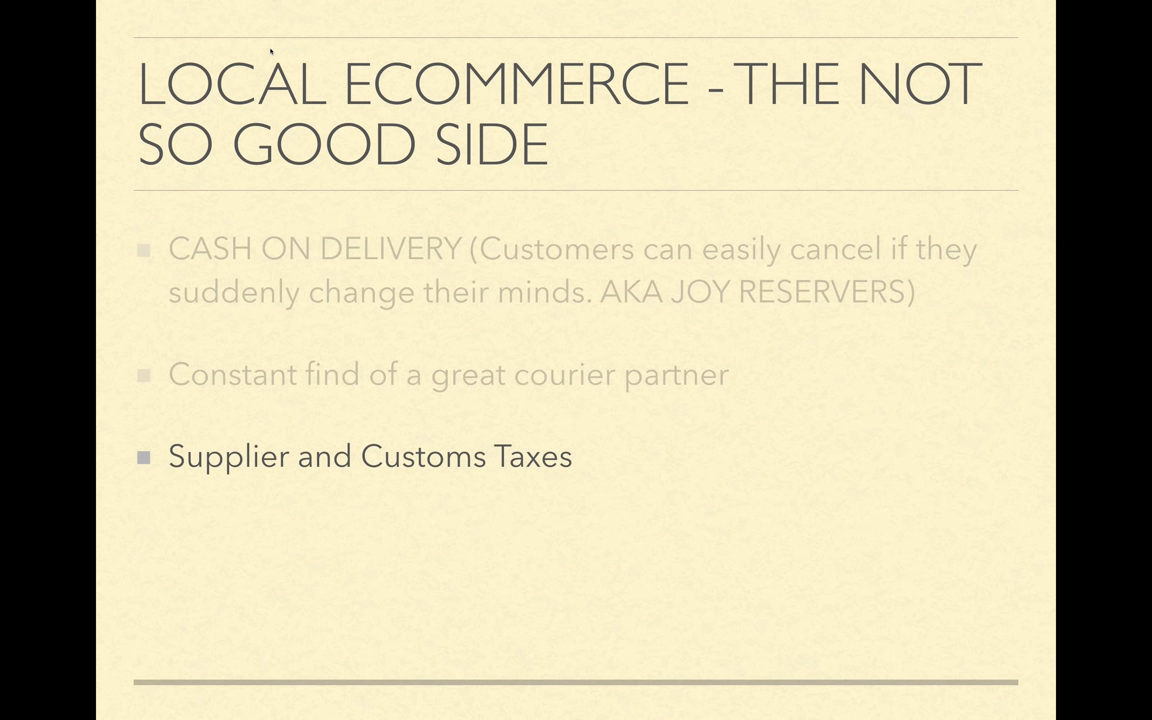 LOCAL ECOMMERCE - THE NOT
SO GOOD SIDE
CASH ON DELIVERY (Customers can easily cancel if they
suddenly change their minds. AKA JOY RESERVERS)
Constant find of a great courier partner
Supplier and Customs Taxes